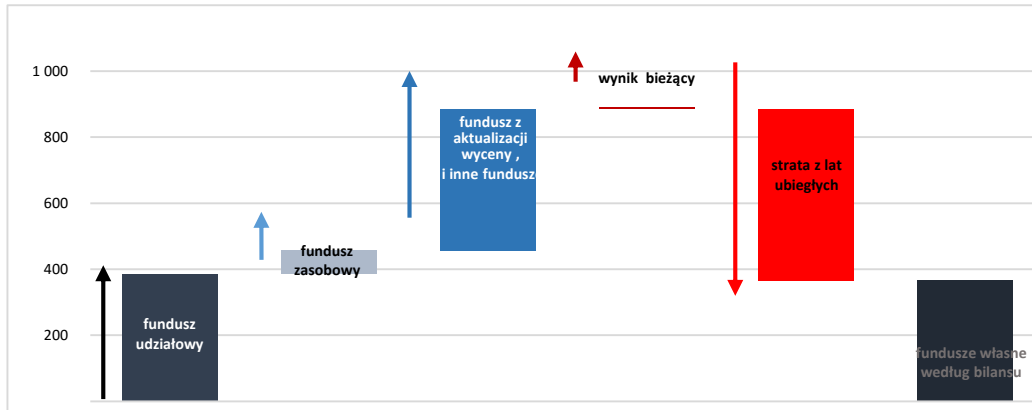 1 000
800
600
400
200
fundusz
udziałowy
fundusz
zasobowy
fundusz z
aktualizacji
wyceny ,
i inne fundusze
wynik bieżący
strata z lat
ubiegłych
fundusze własne
według bilansu